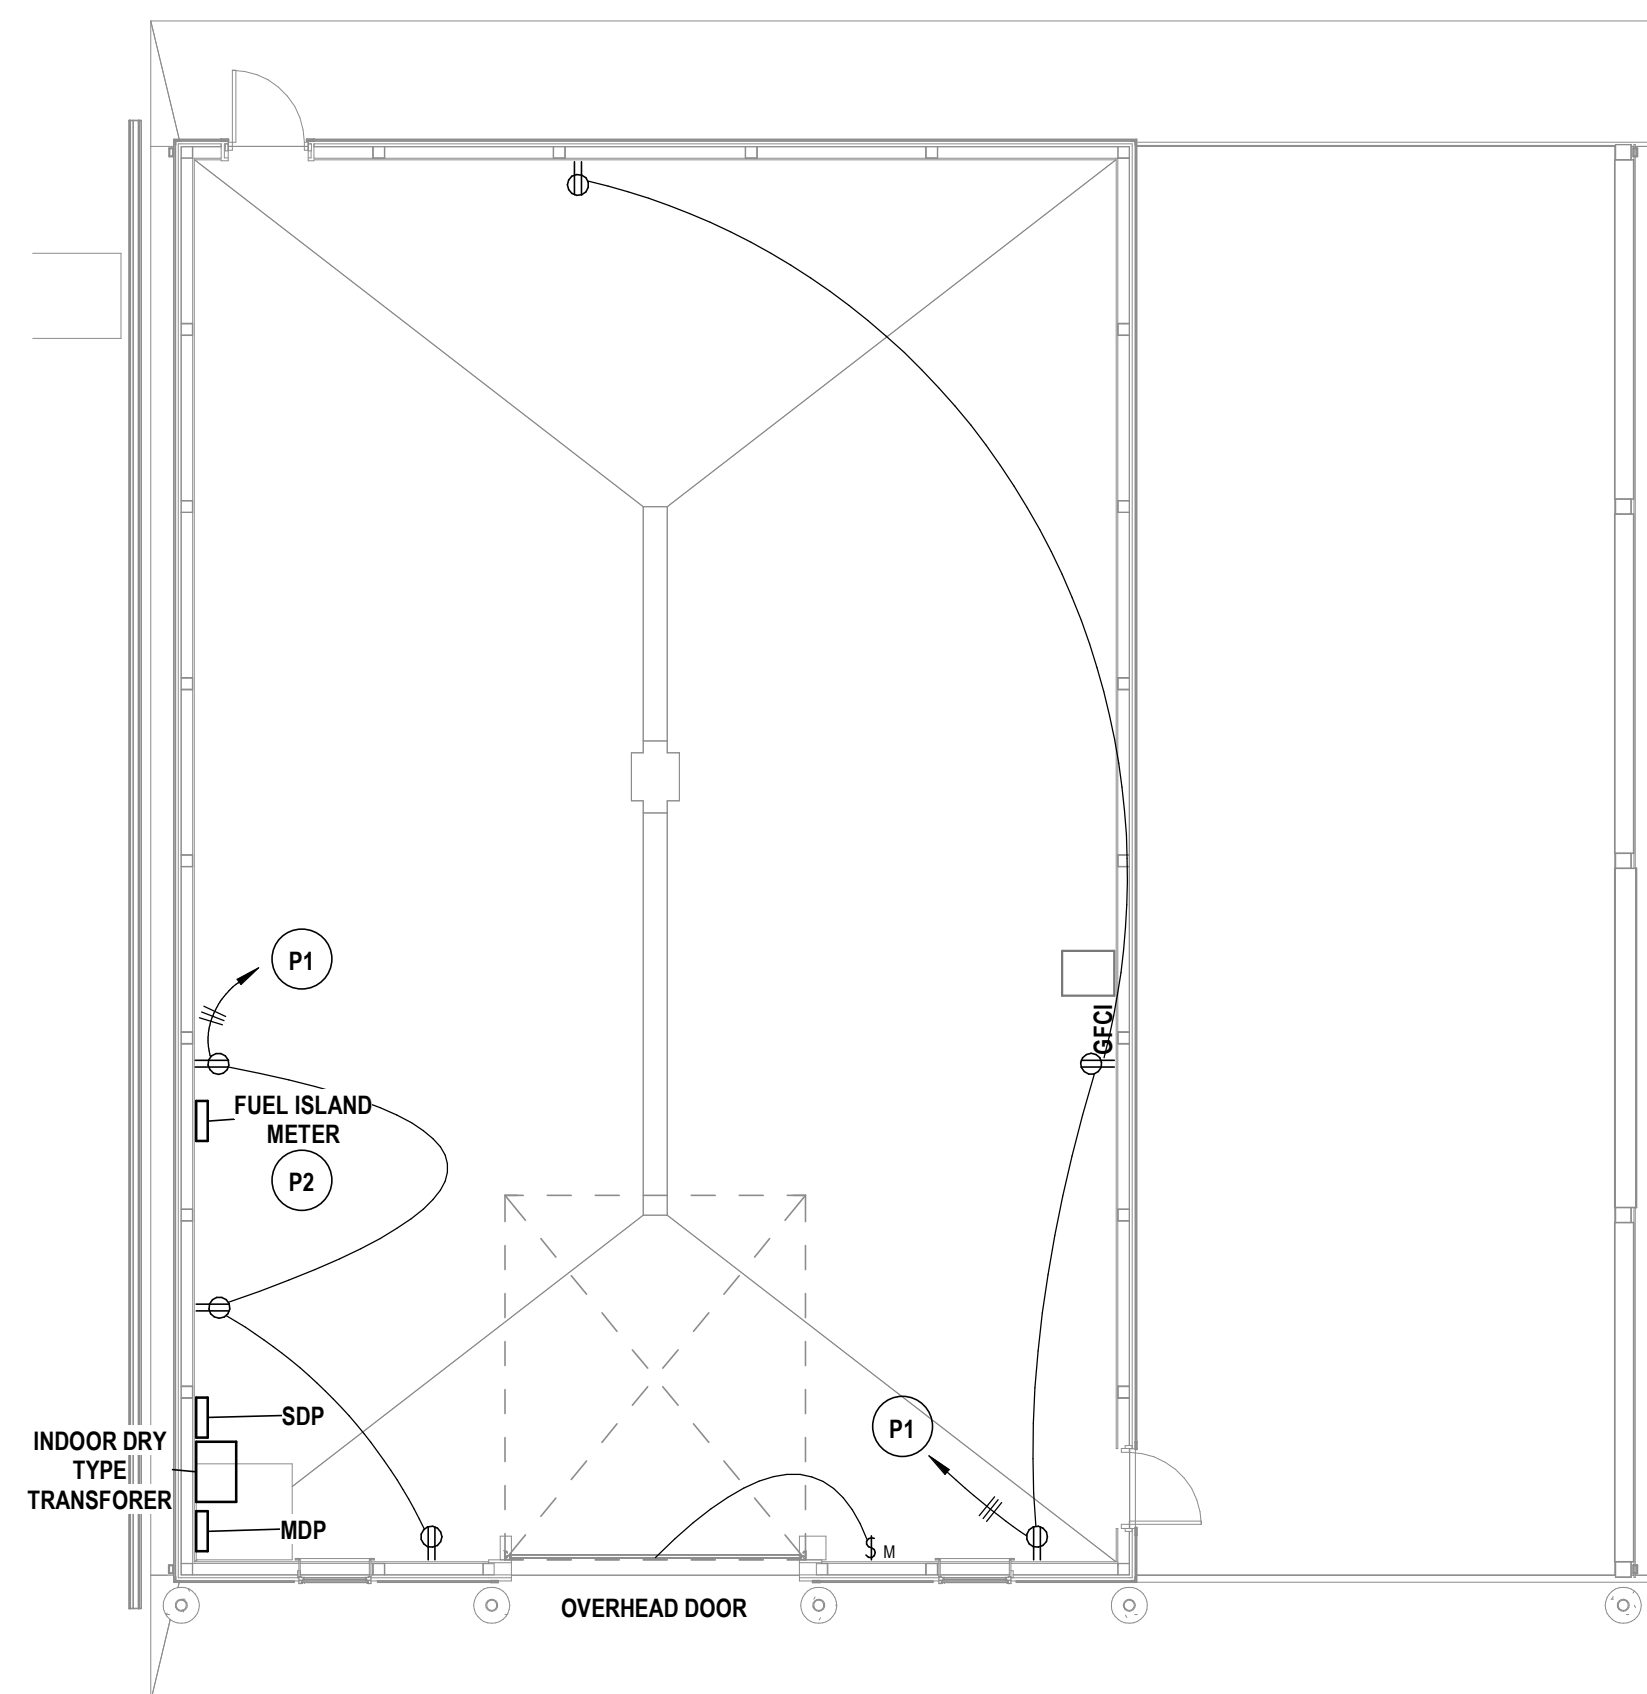 P1
GFCI
FUEL ISLAND
METER
P2
SDP
P1
INDOOR DRY
TYPE
TRANSFORER
MDP
$ M
OVERHEAD DOOR